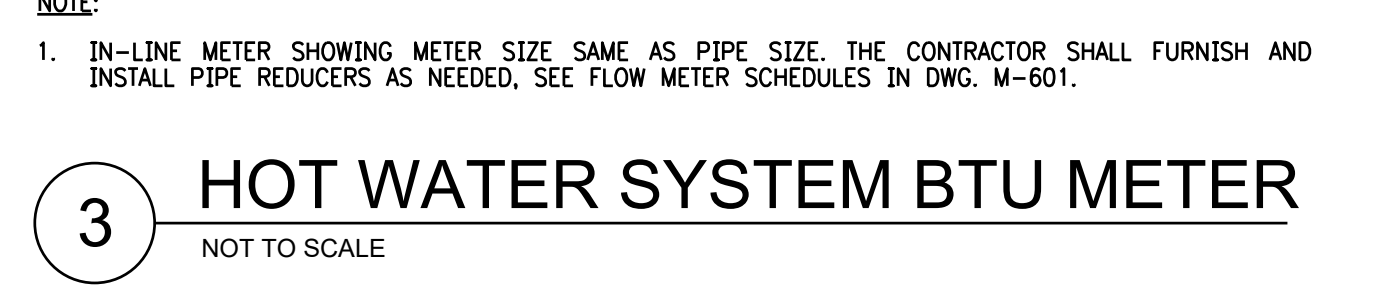 NOTE:
1. IN-LINE METER SHOWING METER SIZE SAME AS PIPE SIZE. THE CONTRACTOR SHALL FURNISH AND
INSTALL PIPE REDUCERS AS NEEDED, SEE FLOW METER SCHEDULES IN DWG. M-601.
3 HOT WATER SYSTEM BTU METER
NOT TO SCALE